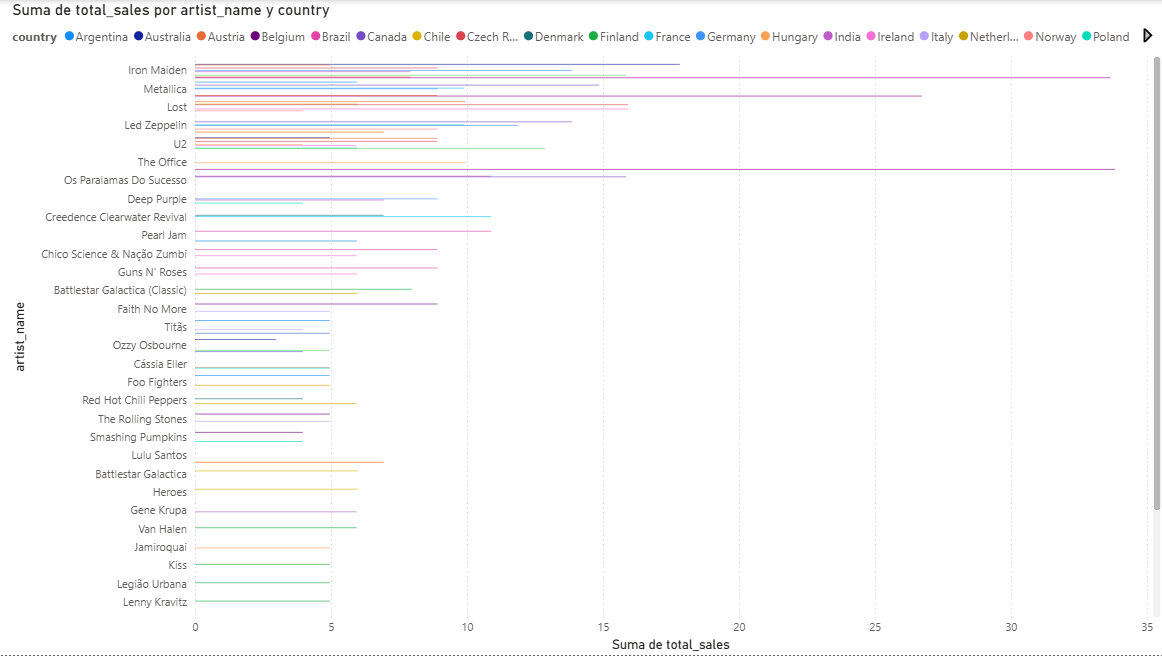 Suma de total_sales por artist_name y country
country Argentina Australia Austria Belgium Brazil Canada Chile Czech R... Denmark Finland France Germany Hungary India Ireland Italy Netherl... Norway Poland
Iron Maiden
Metallica
Lost
Led Zeppelin
U2
The Office
Os Paralamas Do Sucesso
Deep Purple
Creedence Clearwater Revival
Pearl Jam
Chico Science & Nação Zumbi
Guns N' Roses
Battlestar Galactica (Classic)
Faith No More
Titãs
Ozzy Osbourne
Cássia Eller
Foo Fighters
Red Hot Chili Peppers
The Rolling Stones
Smashing Pumpkins
Lulu Santos
Battlestar Galactica
Heroes
Gene Krupa
Van Halen
Jamiroquai
Kiss
Legião Urbana
Lenny Kravitz
artist_name
0 5 10 15 20 25 30 35
Suma de total_sales